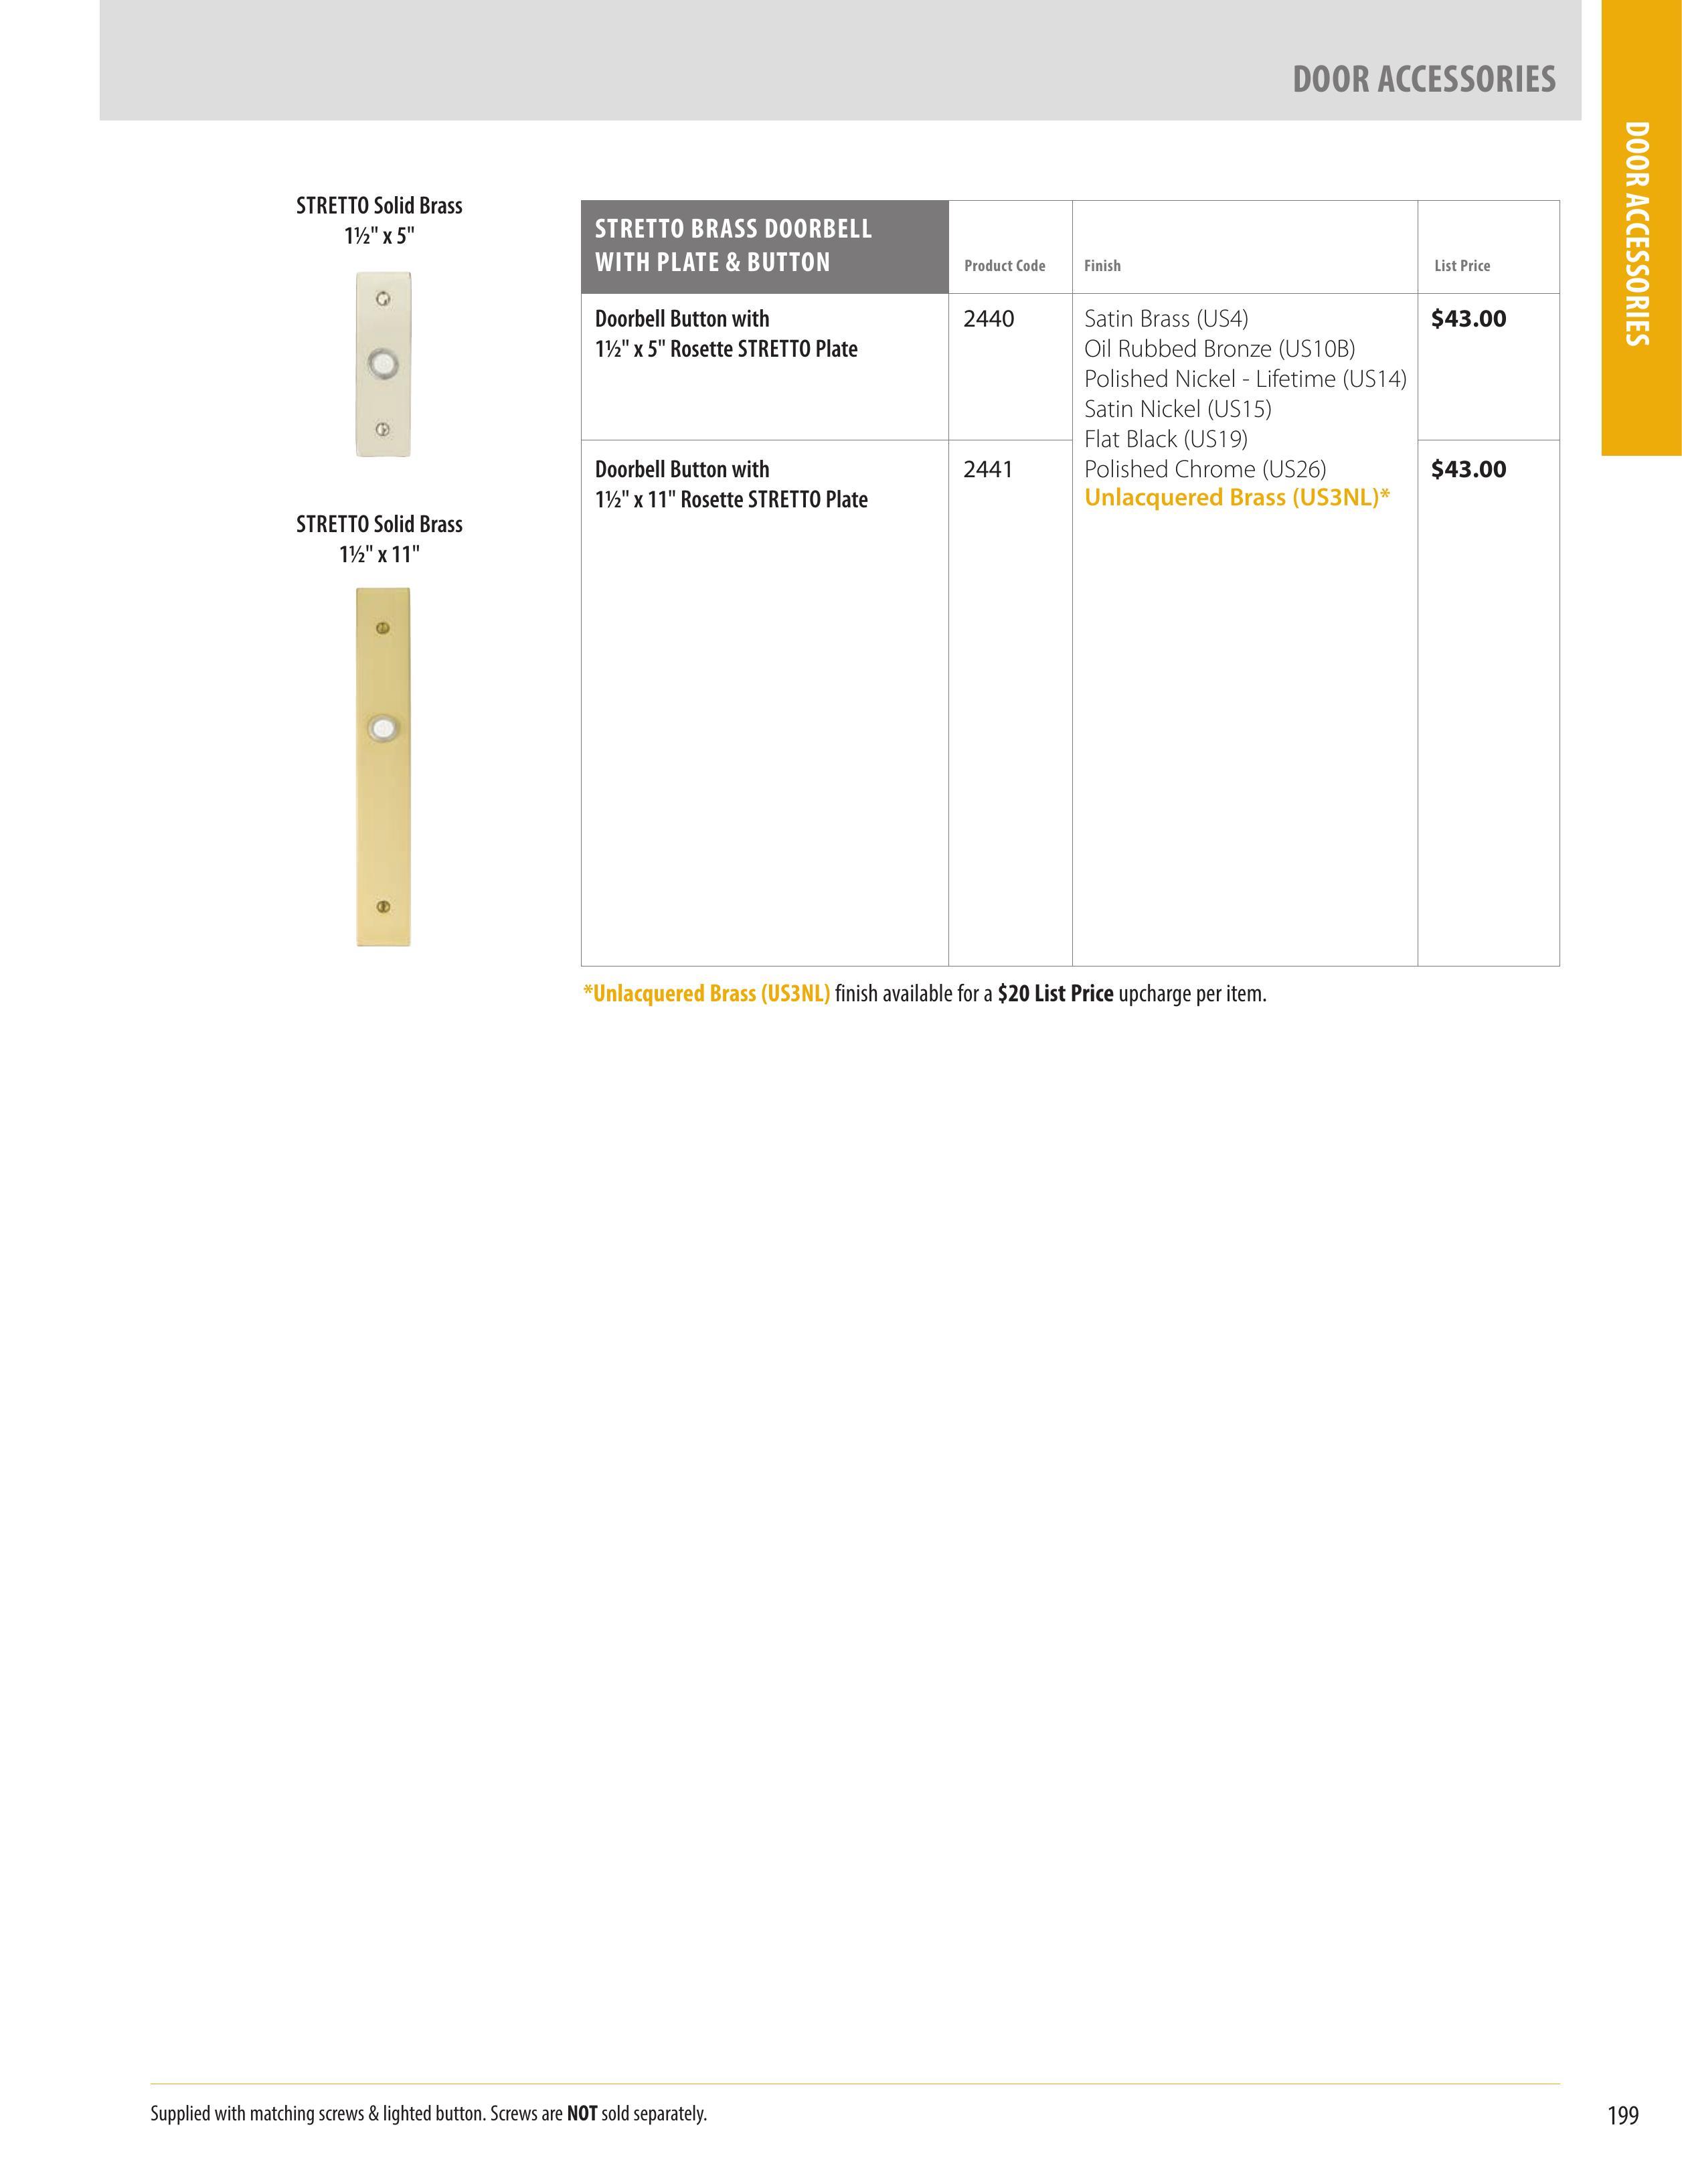 DOOR ACCESSORIES
DOOR ACCESSORIES
STRETTO Solid Brass
1½" x 5"
STRETTO Solid Brass
1½" x 11"
STRETTO BRASS DOORBELL
WITH PLATE & BUTTON
Product Code
Finish
List Price
Doorbell Button with
1½" x 5" Rosette STRETTO Plate
2440
Satin Brass (US4)
Oil Rubbed Bronze (US10B)
Polished Nickel - Lifetime (US14)
Satin Nickel (US15)
Flat Black (US19)
Polished Chrome (US26)
Unlacquered Brass (US3NL)*
$43.00
Doorbell Button with
1½" x 11" Rosette STRETTO Plate
2441
$43.00
*Unlacquered Brass (US3NL) finish available for a $20 List Price upcharge per item.
Supplied with matching screws & lighted button. Screws are NOT sold separately.
199